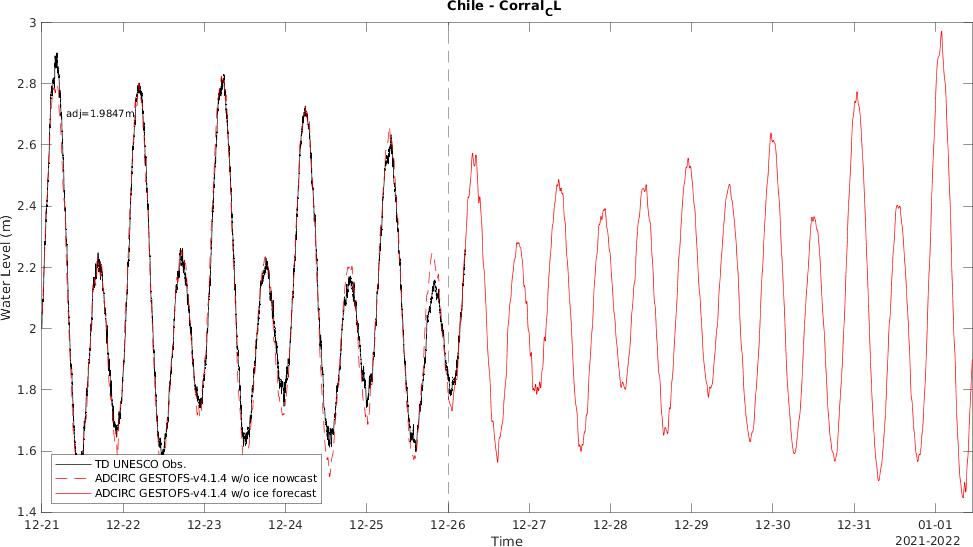 Chile - Corral_CL
3
2.8
adj=1.9847m
2.6
2.4
2.2
2
1.8
1.6
1.4
Water Level (m)
TD UNESCO Obs.
ADCIRC GESTOFS-v4.1.4 w/o ice nowcast
ADCIRC GESTOFS-v4.1.4 w/o ice forecast
12-21 12-22 12-23 12-24 12-25 12-26 12-27 12-28 12-29 12-30 12-31 01-01
Time
2021-2022